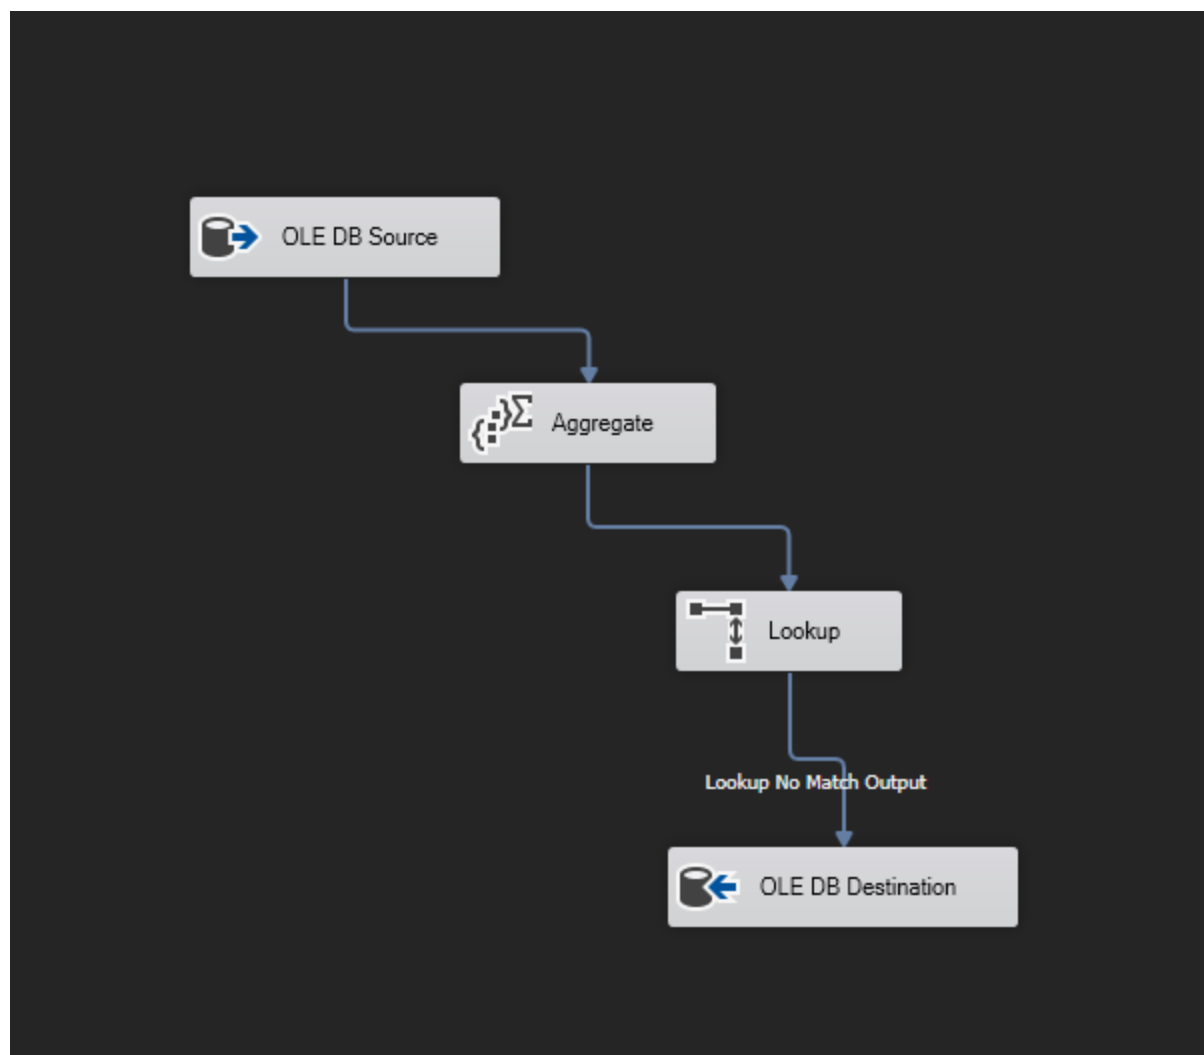 OLE DB Source
Aggregate
Lookup
Lookup No Match Output
OLE DB Destination